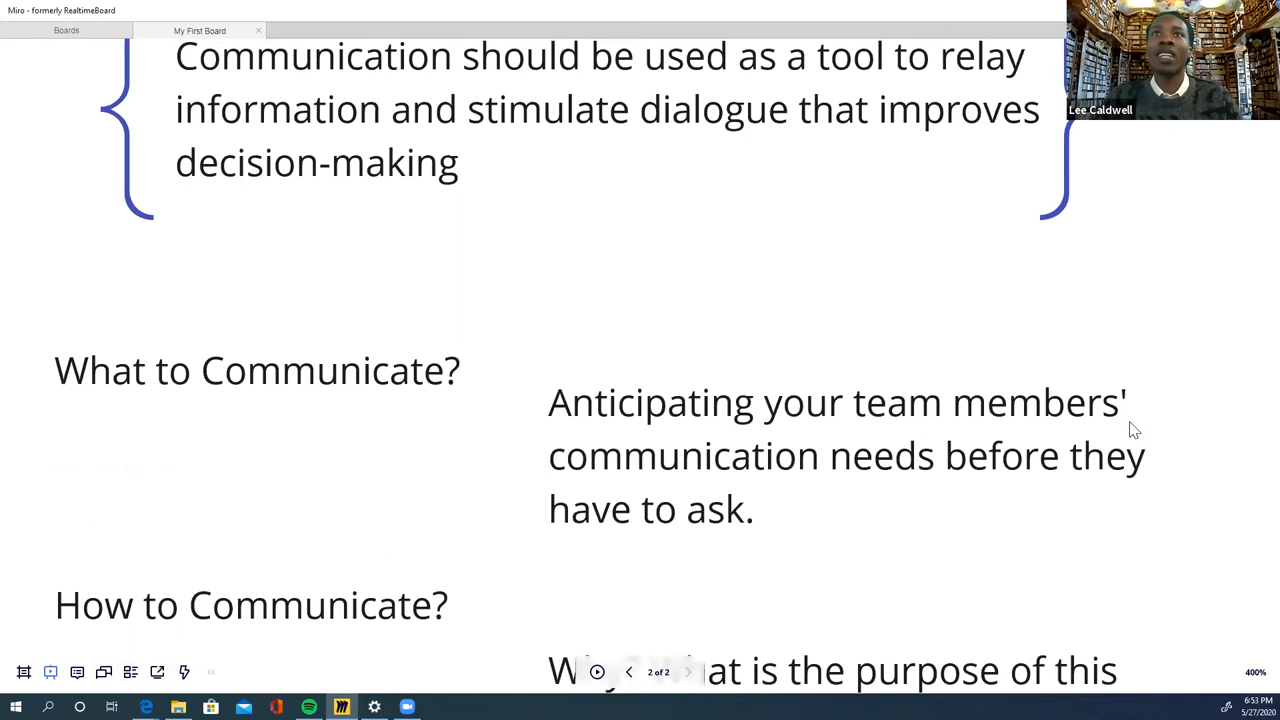 Miro - formerly RealtimeBoard
Boards
My First Board
Lee Caldwell
Communication should be used as a tool to relay
information and stimulate dialogue that improves
decision-making
What to Communicate?
Anticipating your team members'
communication needs before they
have to ask.
How to Communicate?
Why? What is the purpose of this
2 of 2
400%
6:53 PM
5/27/2020